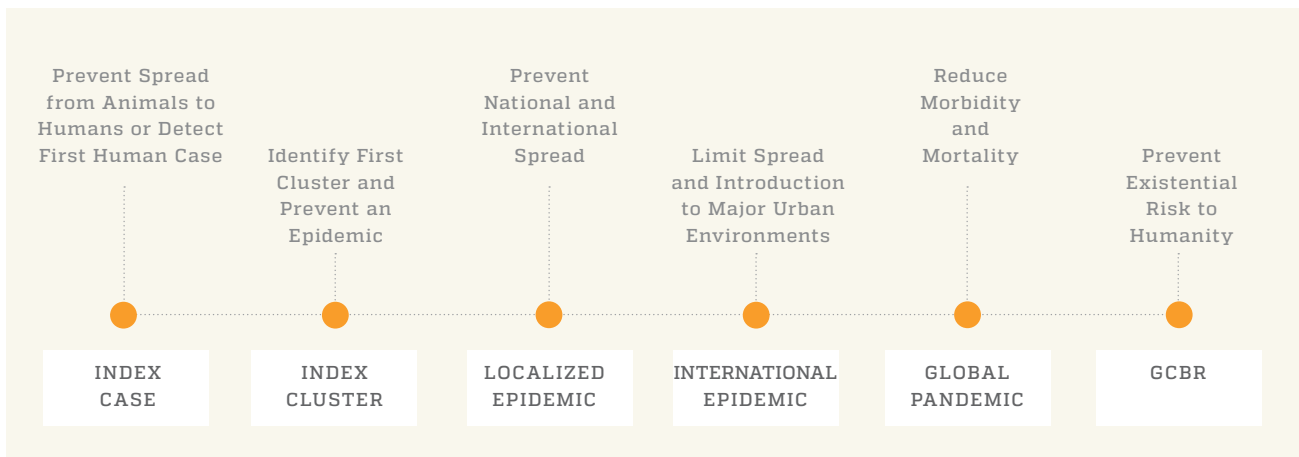 Prevent Spread
from Animals to
Humans or Detect
First Human Case
Identify First
Cluster and
Prevent an
Epidemic
Prevent
National and
International
Spread
Limit Spread
and Introduction
to Major Urban
Environments
Reduce
Morbidity
and
Mortality
Prevent
Existential
Risk to
Humanity
INDEX
CASE
INDEX
CLUSTER
LOCALIZED
EPIDEMIC
INTERNATIONAL
EPIDEMIC
GLOBAL
PANDEMIC
GCBR